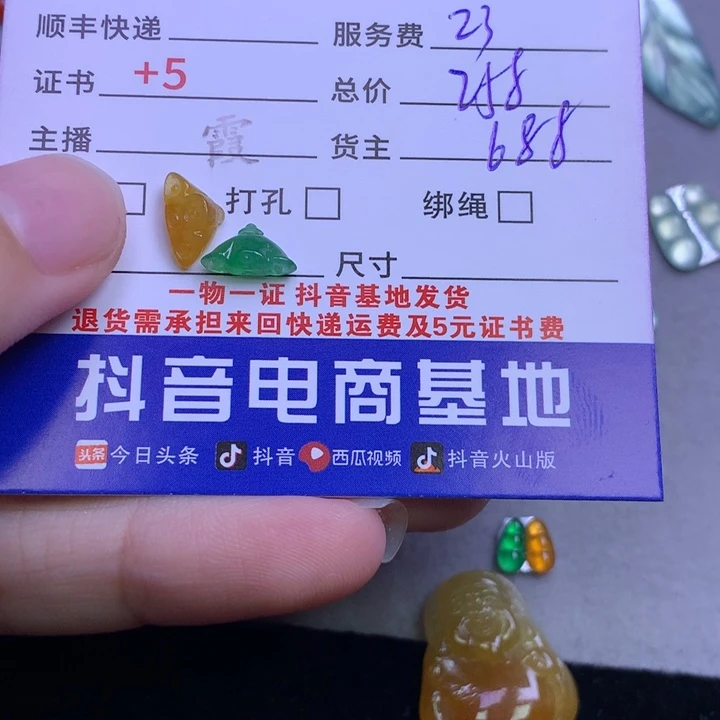 顺丰快递 服务费 23
证书 +5 总价 258
主播 霞 货主 688
打孔 绑绳
尺寸
一物一证 抖音基地发货
退货需承担来回快递运费及5元证书费
抖音电商基地
头条 今日头条 抖音 西瓜视频 抖音火山版